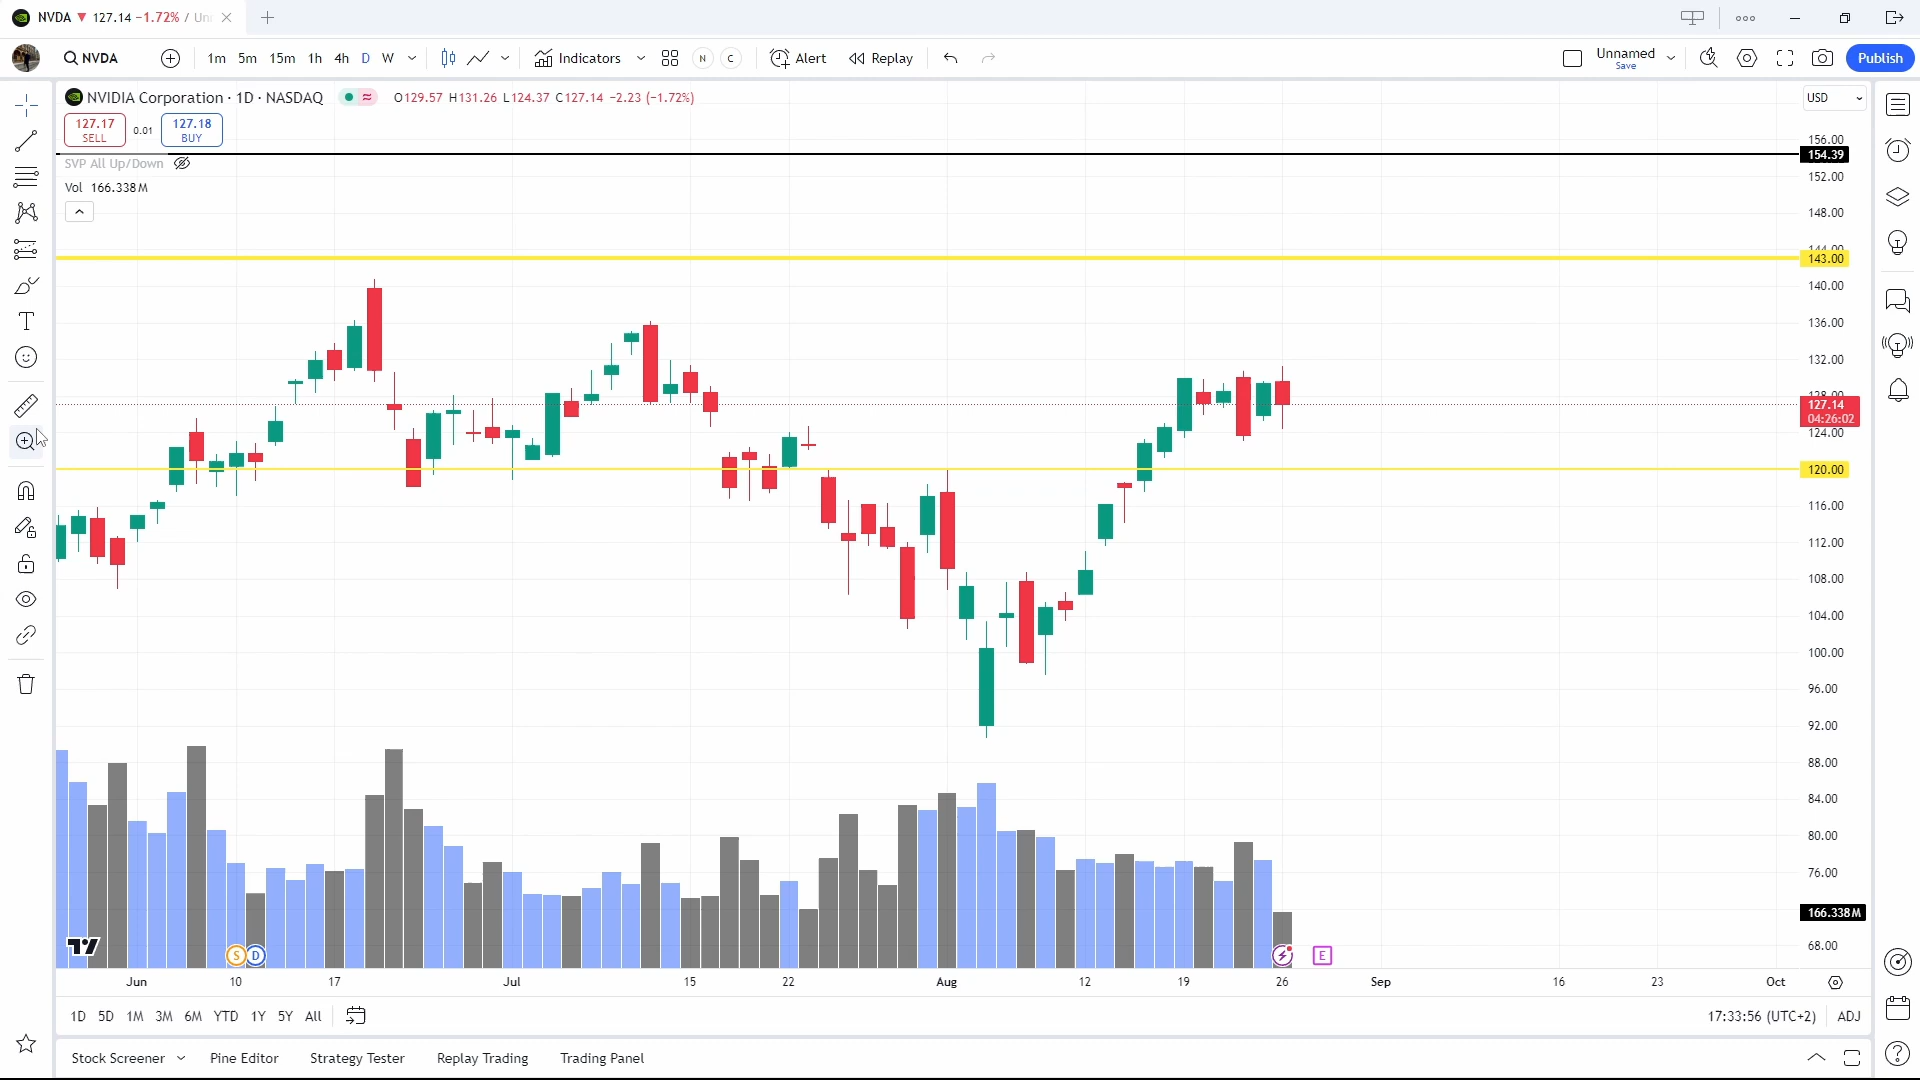 NVDA ▼ 127.14 −1.72% / Un
NVDA 1m 5m 15m 1h 4h D W Indicators N C Alert Replay Unnamed Save Publish
NVIDIA Corporation · 1D · NASDAQ O129.57 H131.26 L124.37 C127.14 −2.23 (−1.72%) USD
127.17 SELL 0.01 127.18 BUY
SVP All Up/Down
Vol 166.338M
156.00
154.39
152.00
148.00
144.00
143.00
140.00
136.00
132.00
128.00
127.14
04:26:02
124.00
120.00
116.00
112.00
108.00
104.00
100.00
96.00
92.00
88.00
84.00
80.00
76.00
166.338M
68.00
S D E
Jun 10 17 Jul 15 22 Aug 12 19 26 Sep 16 23 Oct
1D 5D 1M 3M 6M YTD 1Y 5Y All 17:33:56 (UTC+2) ADJ
Stock Screener Pine Editor Strategy Tester Replay Trading Trading Panel